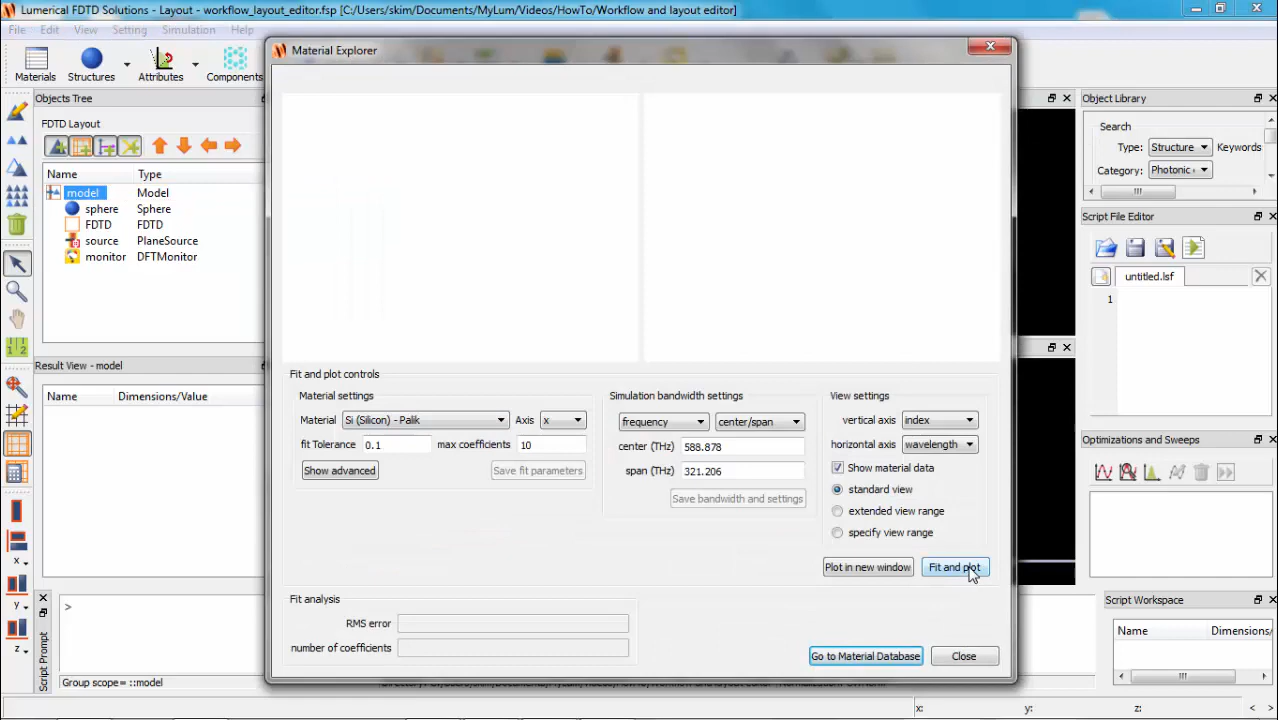 Lumerical FDTD Solutions - Layout - workflow_layout_editor.fsp [C:/Users/skim/Documents/MyLum/Videos/HowTo/Workflow and layout editor]
File Edit View Setting Simulation Help
Materials Structures Attributes Components
Material Explorer
Objects Tree
FDTD Layout
Name Type
model Model
sphere Sphere
FDTD FDTD
source PlaneSource
monitor DFTMonitor
Result View - model
Name Dimensions/Value
Script Prompt
>
Group scope= ::model
Fit and plot controls
Material settings
Material Si (Silicon) - Palik Axis x
fit Tolerance 0.1 max coefficients 10
Show advanced Save fit parameters
Simulation bandwidth settings
frequency center/span
center (THz) 588.878
span (THz) 321.206
Save bandwidth and settings
View settings
vertical axis index
horizontal axis wavelength
Show material data
standard view
extended view range
specify view range
Plot in new window Fit and plot
Fit analysis
RMS error
number of coefficients
Go to Material Database Close
Object Library
Search
Type: Structure Keywords
Category: Photonic
Script File Editor
untitled.lsf
1
Optimizations and Sweeps
Script Workspace
Name Dimensions/
x y z
x: y: z: